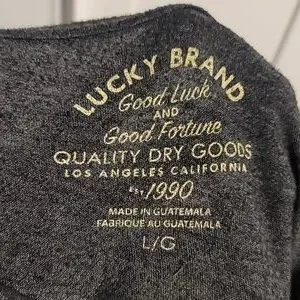 LUCKY BRAND
Good Luck
AND
Good Fortune
QUALITY DRY GOODS
LOS ANGELES CALIFORNIA
EST. 1990
MADE IN GUATEMALA
FABRIQUÉ AU GUATEMALA
L/G